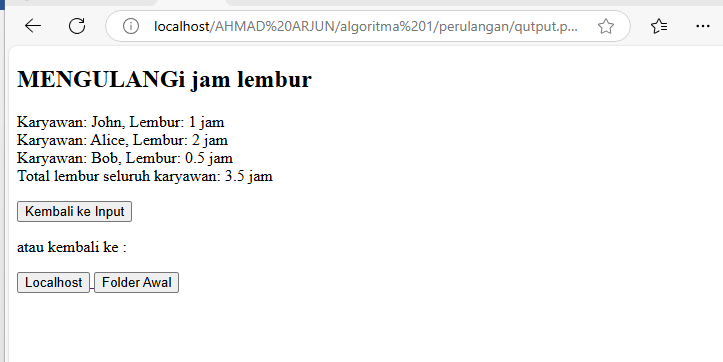 localhost/AHMAD%20ARJUN/algoritma%201/perulangan/qutput.p...
MENGULANGi jam lembur
Karyawan: John, Lembur: 1 jam
Karyawan: Alice, Lembur: 2 jam
Karyawan: Bob, Lembur: 0.5 jam
Total lembur seluruh karyawan: 3.5 jam
Kembali ke Input
atau kembali ke :
Localhost Folder Awal